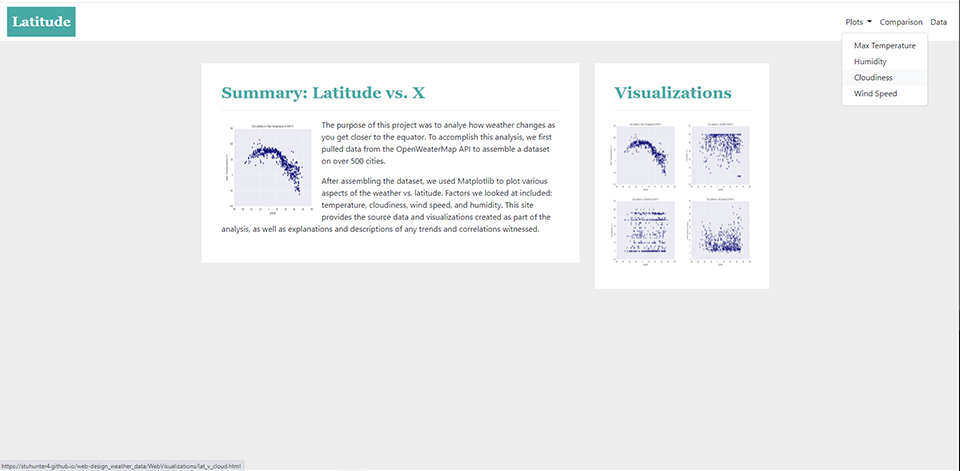 Latitude
Plots Comparison Data
Max Temperature
Humidity
Cloudiness
Wind Speed
Summary: Latitude vs. X
The purpose of this project was to analye how weather changes as
you get closer to the equator. To accomplish this analysis, we first
pulled data from the OpenWeaterMap API to assemble a dataset
on over 500 cities.
After assembling the dataset, we used Matplotlib to plot various
aspects of the weather vs. latitude. Factors we looked at included:
temperature, cloudiness, wind speed, and humidity. This site
provides the source data and visualizations created as part of the
analysis, as well as explanations and descriptions of any trends and correlations witnessed.
Visualizations
https://stuhunter4.github.io/web-design_weather_data/WebVisualizations/lat_v_cloud.html